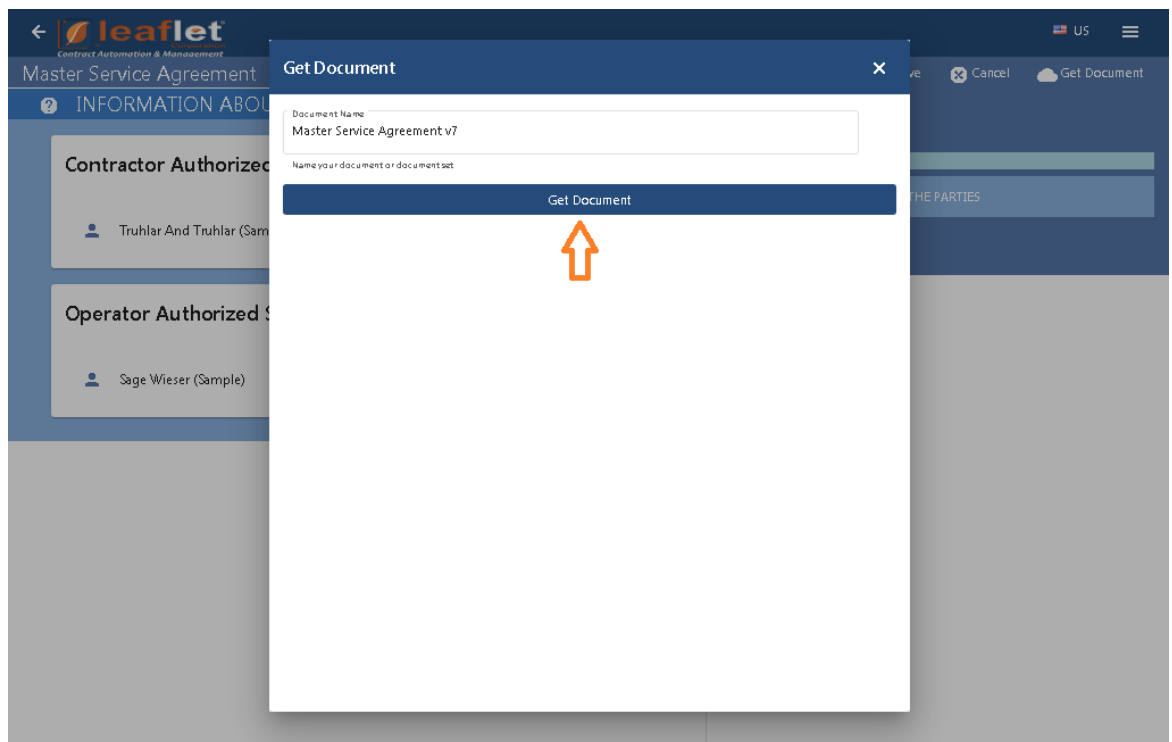 leaflet
Corporation
Contract Automation & Management
US
Master Service Agreement
ve
Cancel
Get Document
INFORMATION ABOU
Contractor Authorized
Truhlar And Truhlar (Sam
Operator Authorized S
Sage Wieser (Sample)
THE PARTIES
Get Document
Document Name
Master Service Agreement v7
Name your document or document set
Get Document